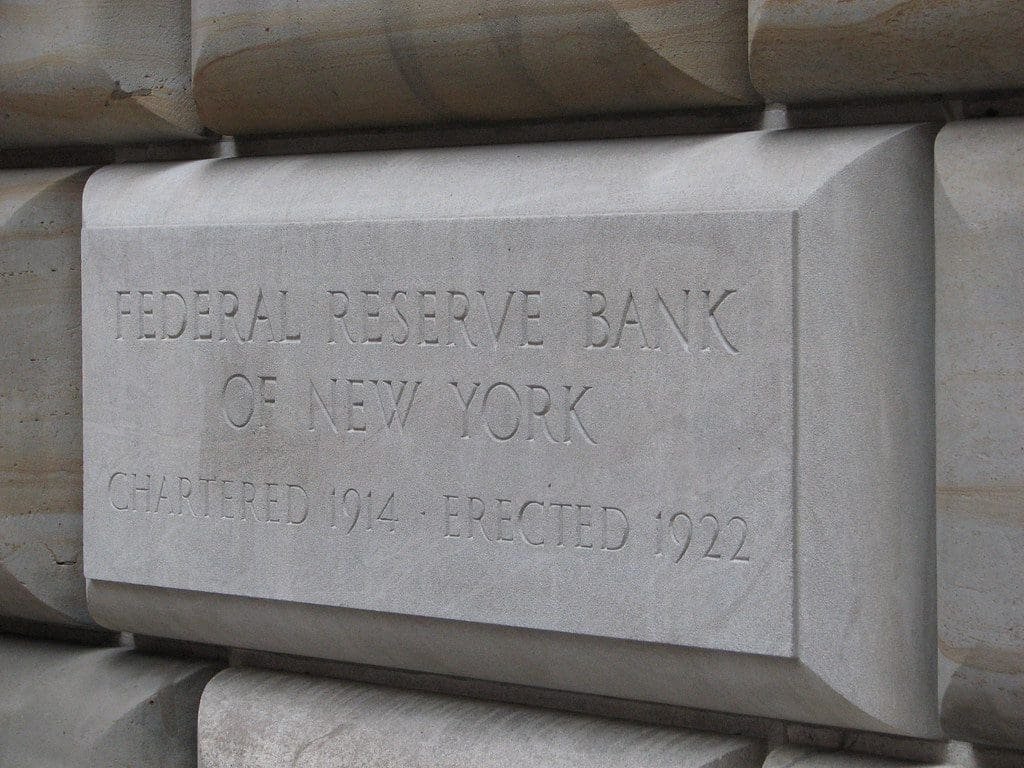 FEDERAL RESERVE BANK
OF NEW YORK
CHARTERED 1914 · ERECTED 1922